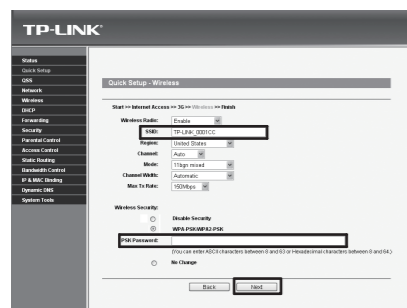 TP-LINK®
Status
Quick Setup
QSS
Network
Wireless
DHCP
Forwarding
Security
Parental Control
Access Control
Static Routing
Bandwidth Control
IP & MAC Binding
Dynamic DNS
System Tools
Quick Setup - Wireless
Start >> Internet Access >> 3G >> Wireless >> Finish
Wireless Radio: Enable
SSID: TP-LINK_0001CC
Region: United States
Channel: Auto
Mode: 11bgn mixed
Channel Width: Automatic
Max Tx Rate: 150Mbps
Wireless Security:
Disable Security
WPA-PSK/WPA2-PSK
PSK Password:
(You can enter ASCII characters between 8 and 63 or Hexadecimal characters between 8 and 64.)
No Change
Back Next